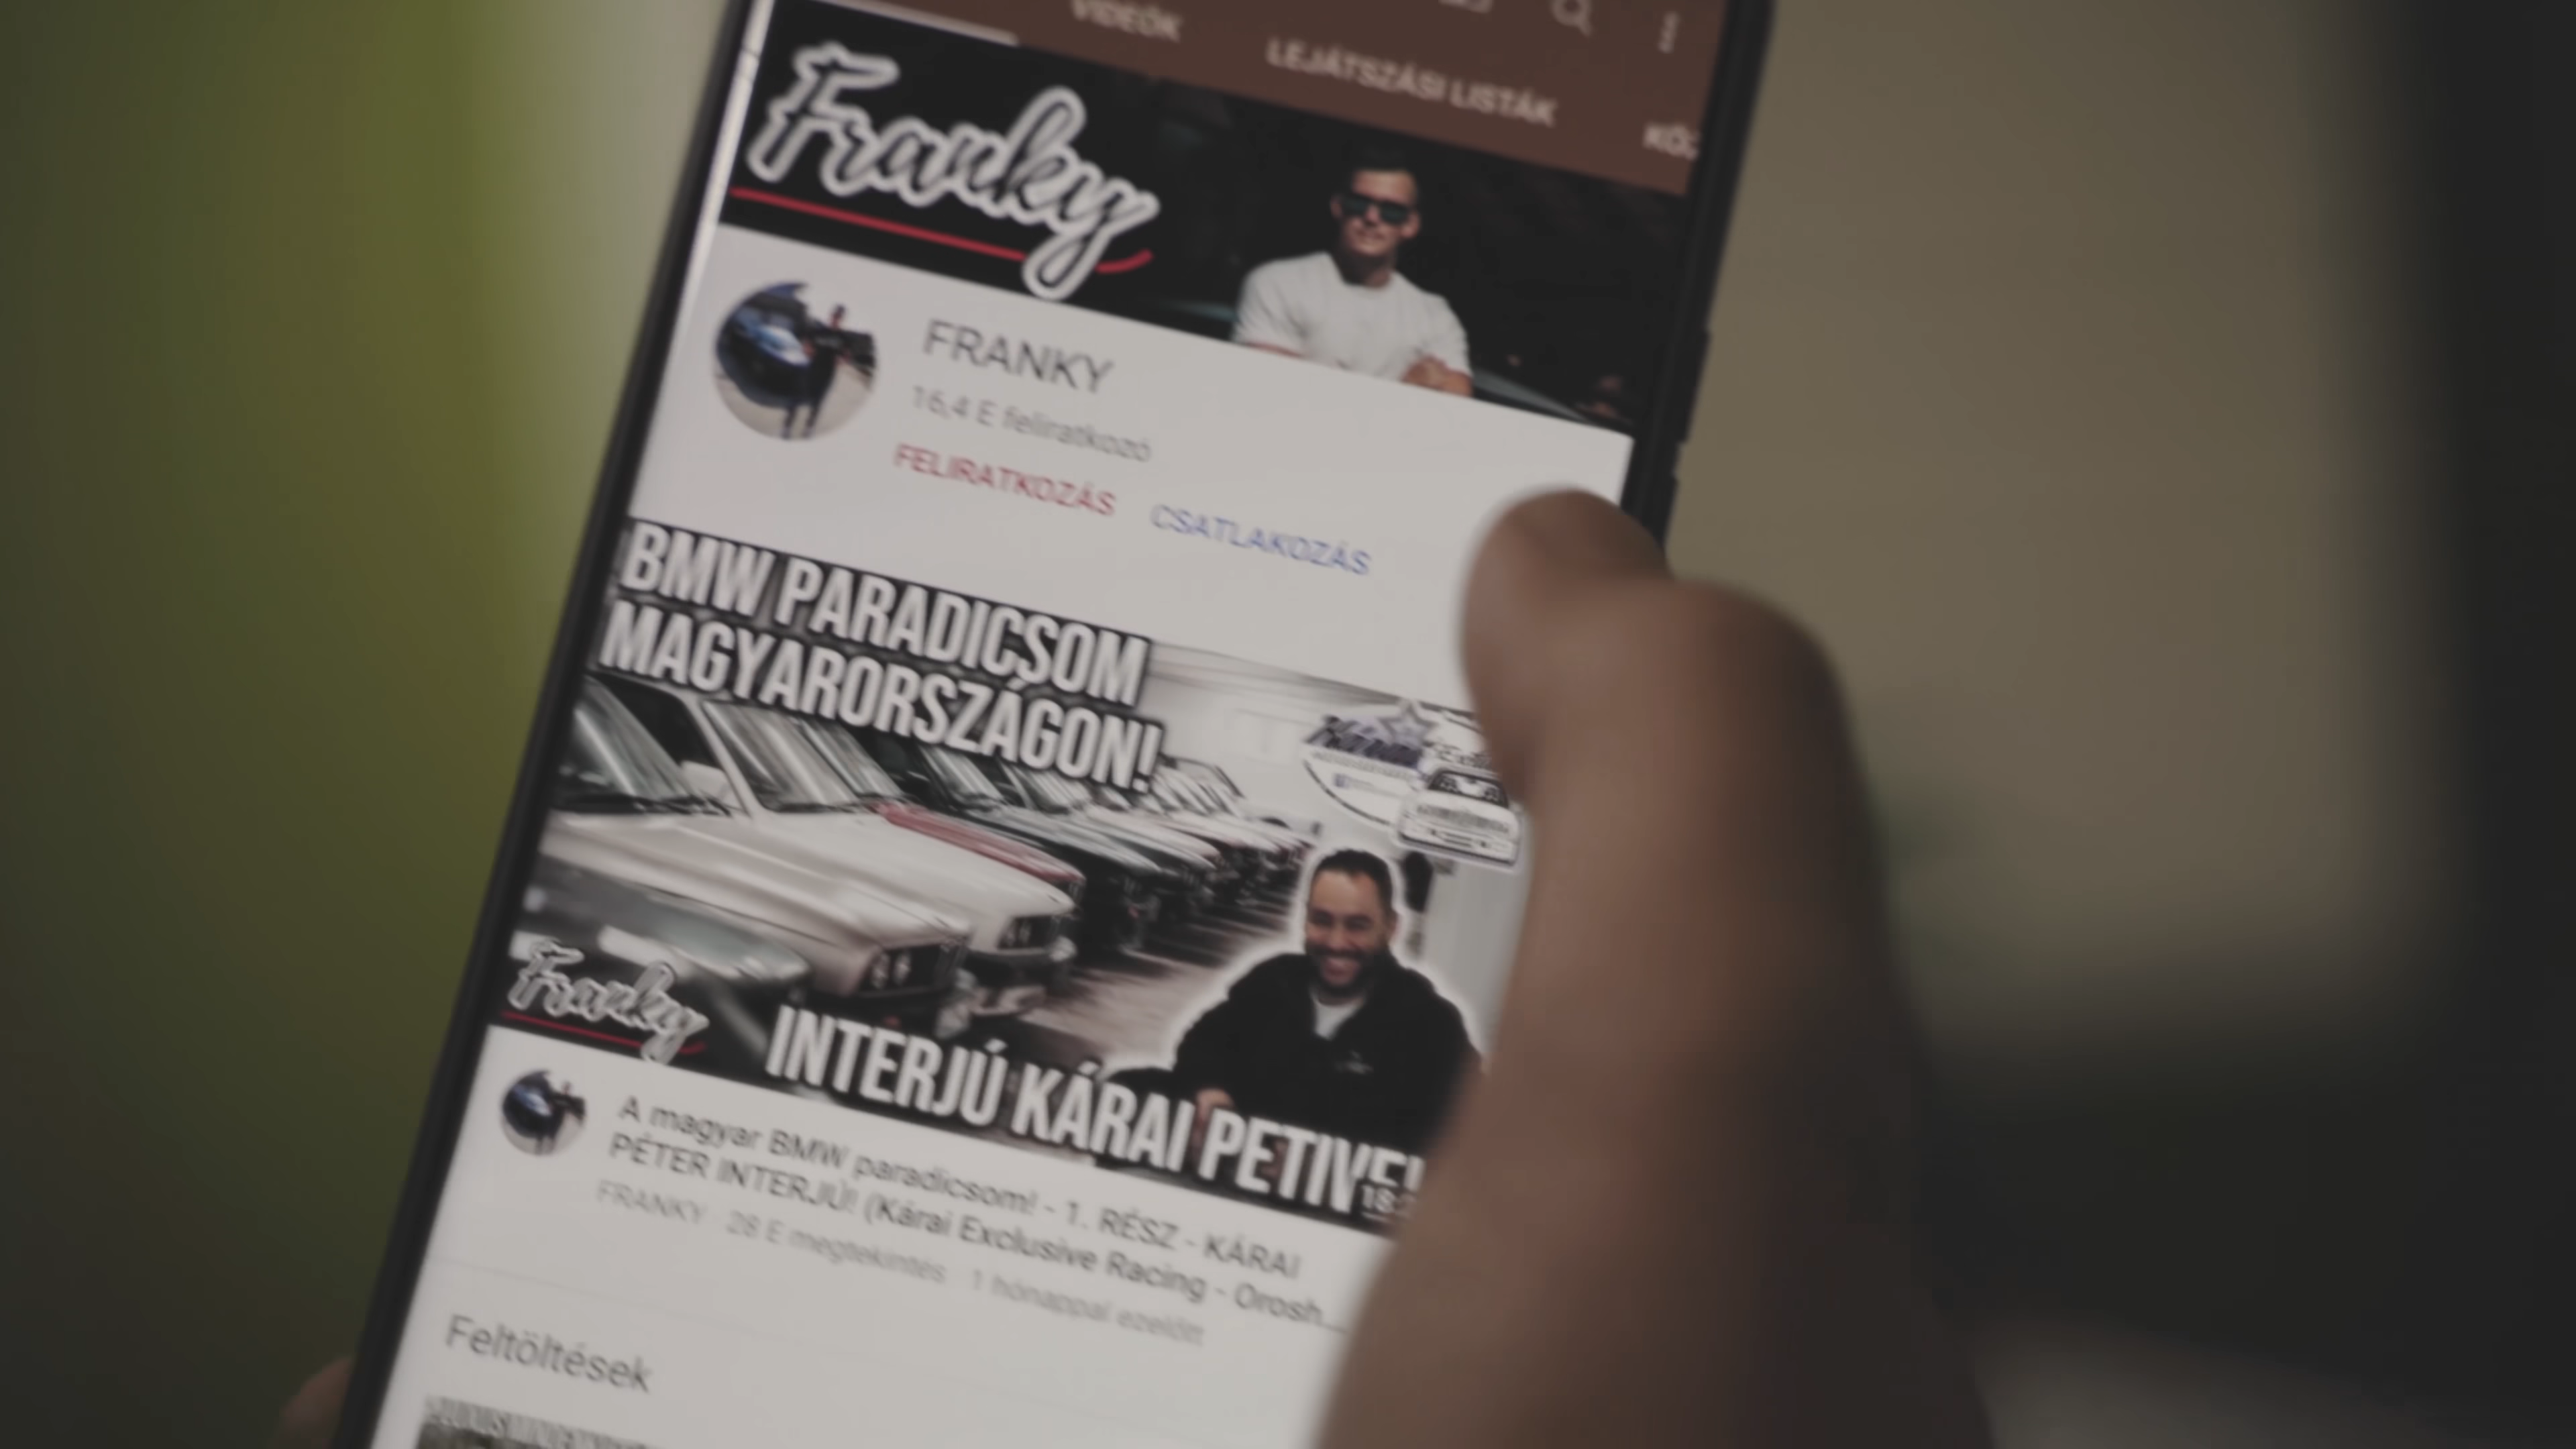 VIDEÓK
LEJÁTSZÁSI LISTÁK
Franky
FRANKY
16,4 E feliratkozó
FELIRATKOZÁS CSATLAKOZÁS
BMW PARADICSOM
MAGYARORSZÁGON!
Franky
INTERJÚ KÁRAI PETIVEL!
A magyar BMW paradicsom! - 1. RÉSZ - KÁRAI
PÉTER INTERJÚ! (Kárai Exclusive Racing - Orosh...
FRANKY · 28 E megtekintés · 1 hónappal ezelőtt
Feltöltések